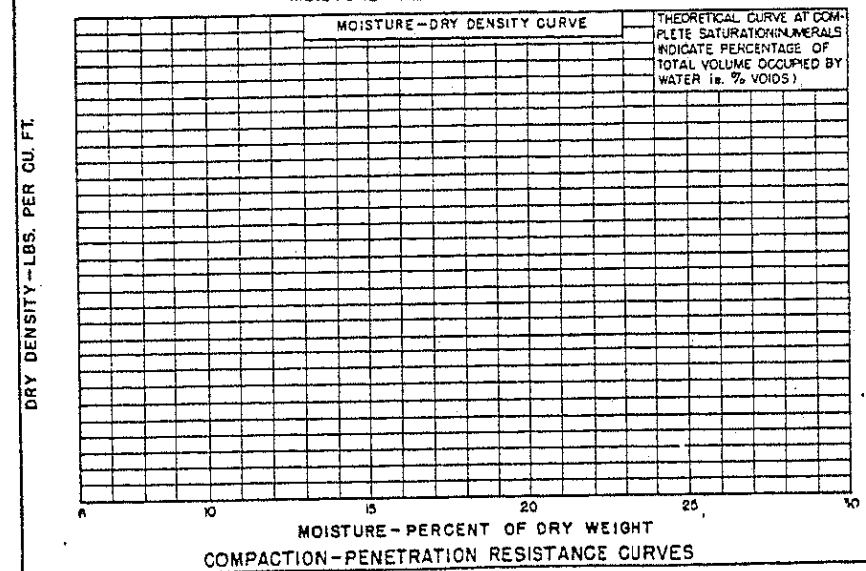 MOISTURE-DRY DENSITY CURVE
THEORETICAL CURVE AT COM-
PLETE SATURATION(NUMERALS
INDICATE PERCENTAGE OF
TOTAL VOLUME OCCUPIED BY
WATER ie. % VOIDS)
DRY DENSITY-LBS. PER CU. FT.
10 15 20 25 30
MOISTURE-PERCENT OF DRY WEIGHT
COMPACTION-PENETRATION RESISTANCE CURVES